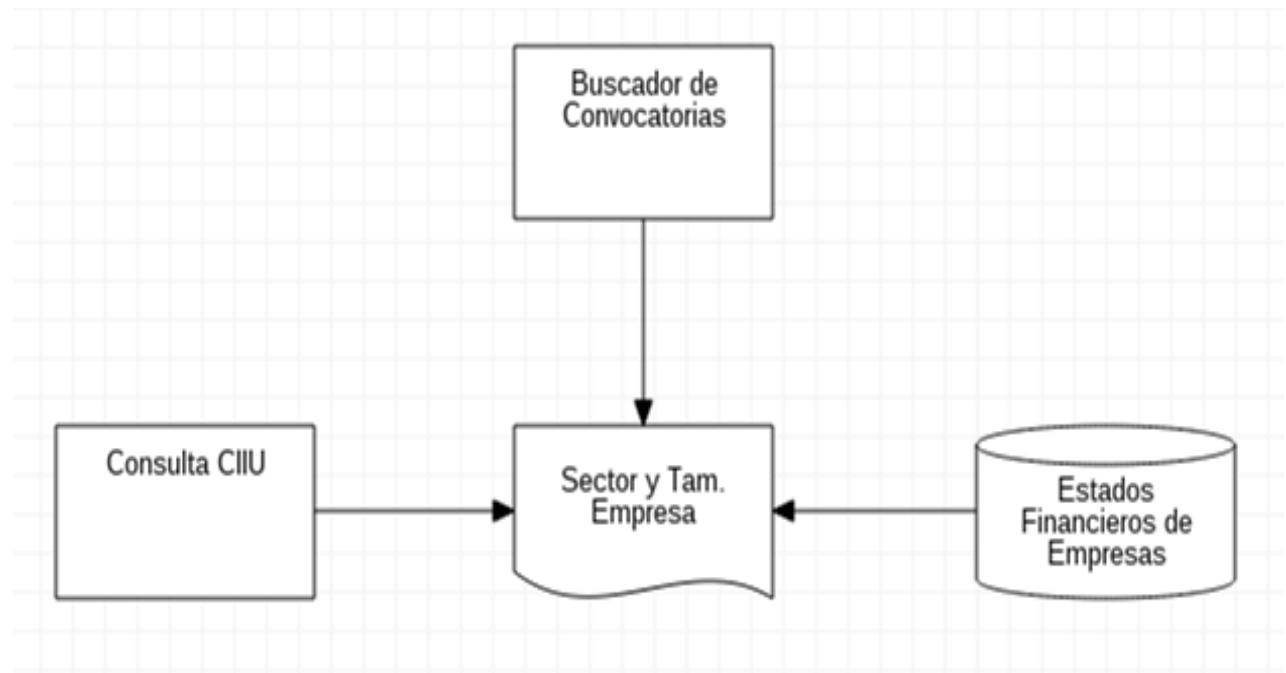 Buscador de
Convocatorias
Consulta CIIU
Sector y Tam.
Empresa
Estados
Financieros de
Empresas